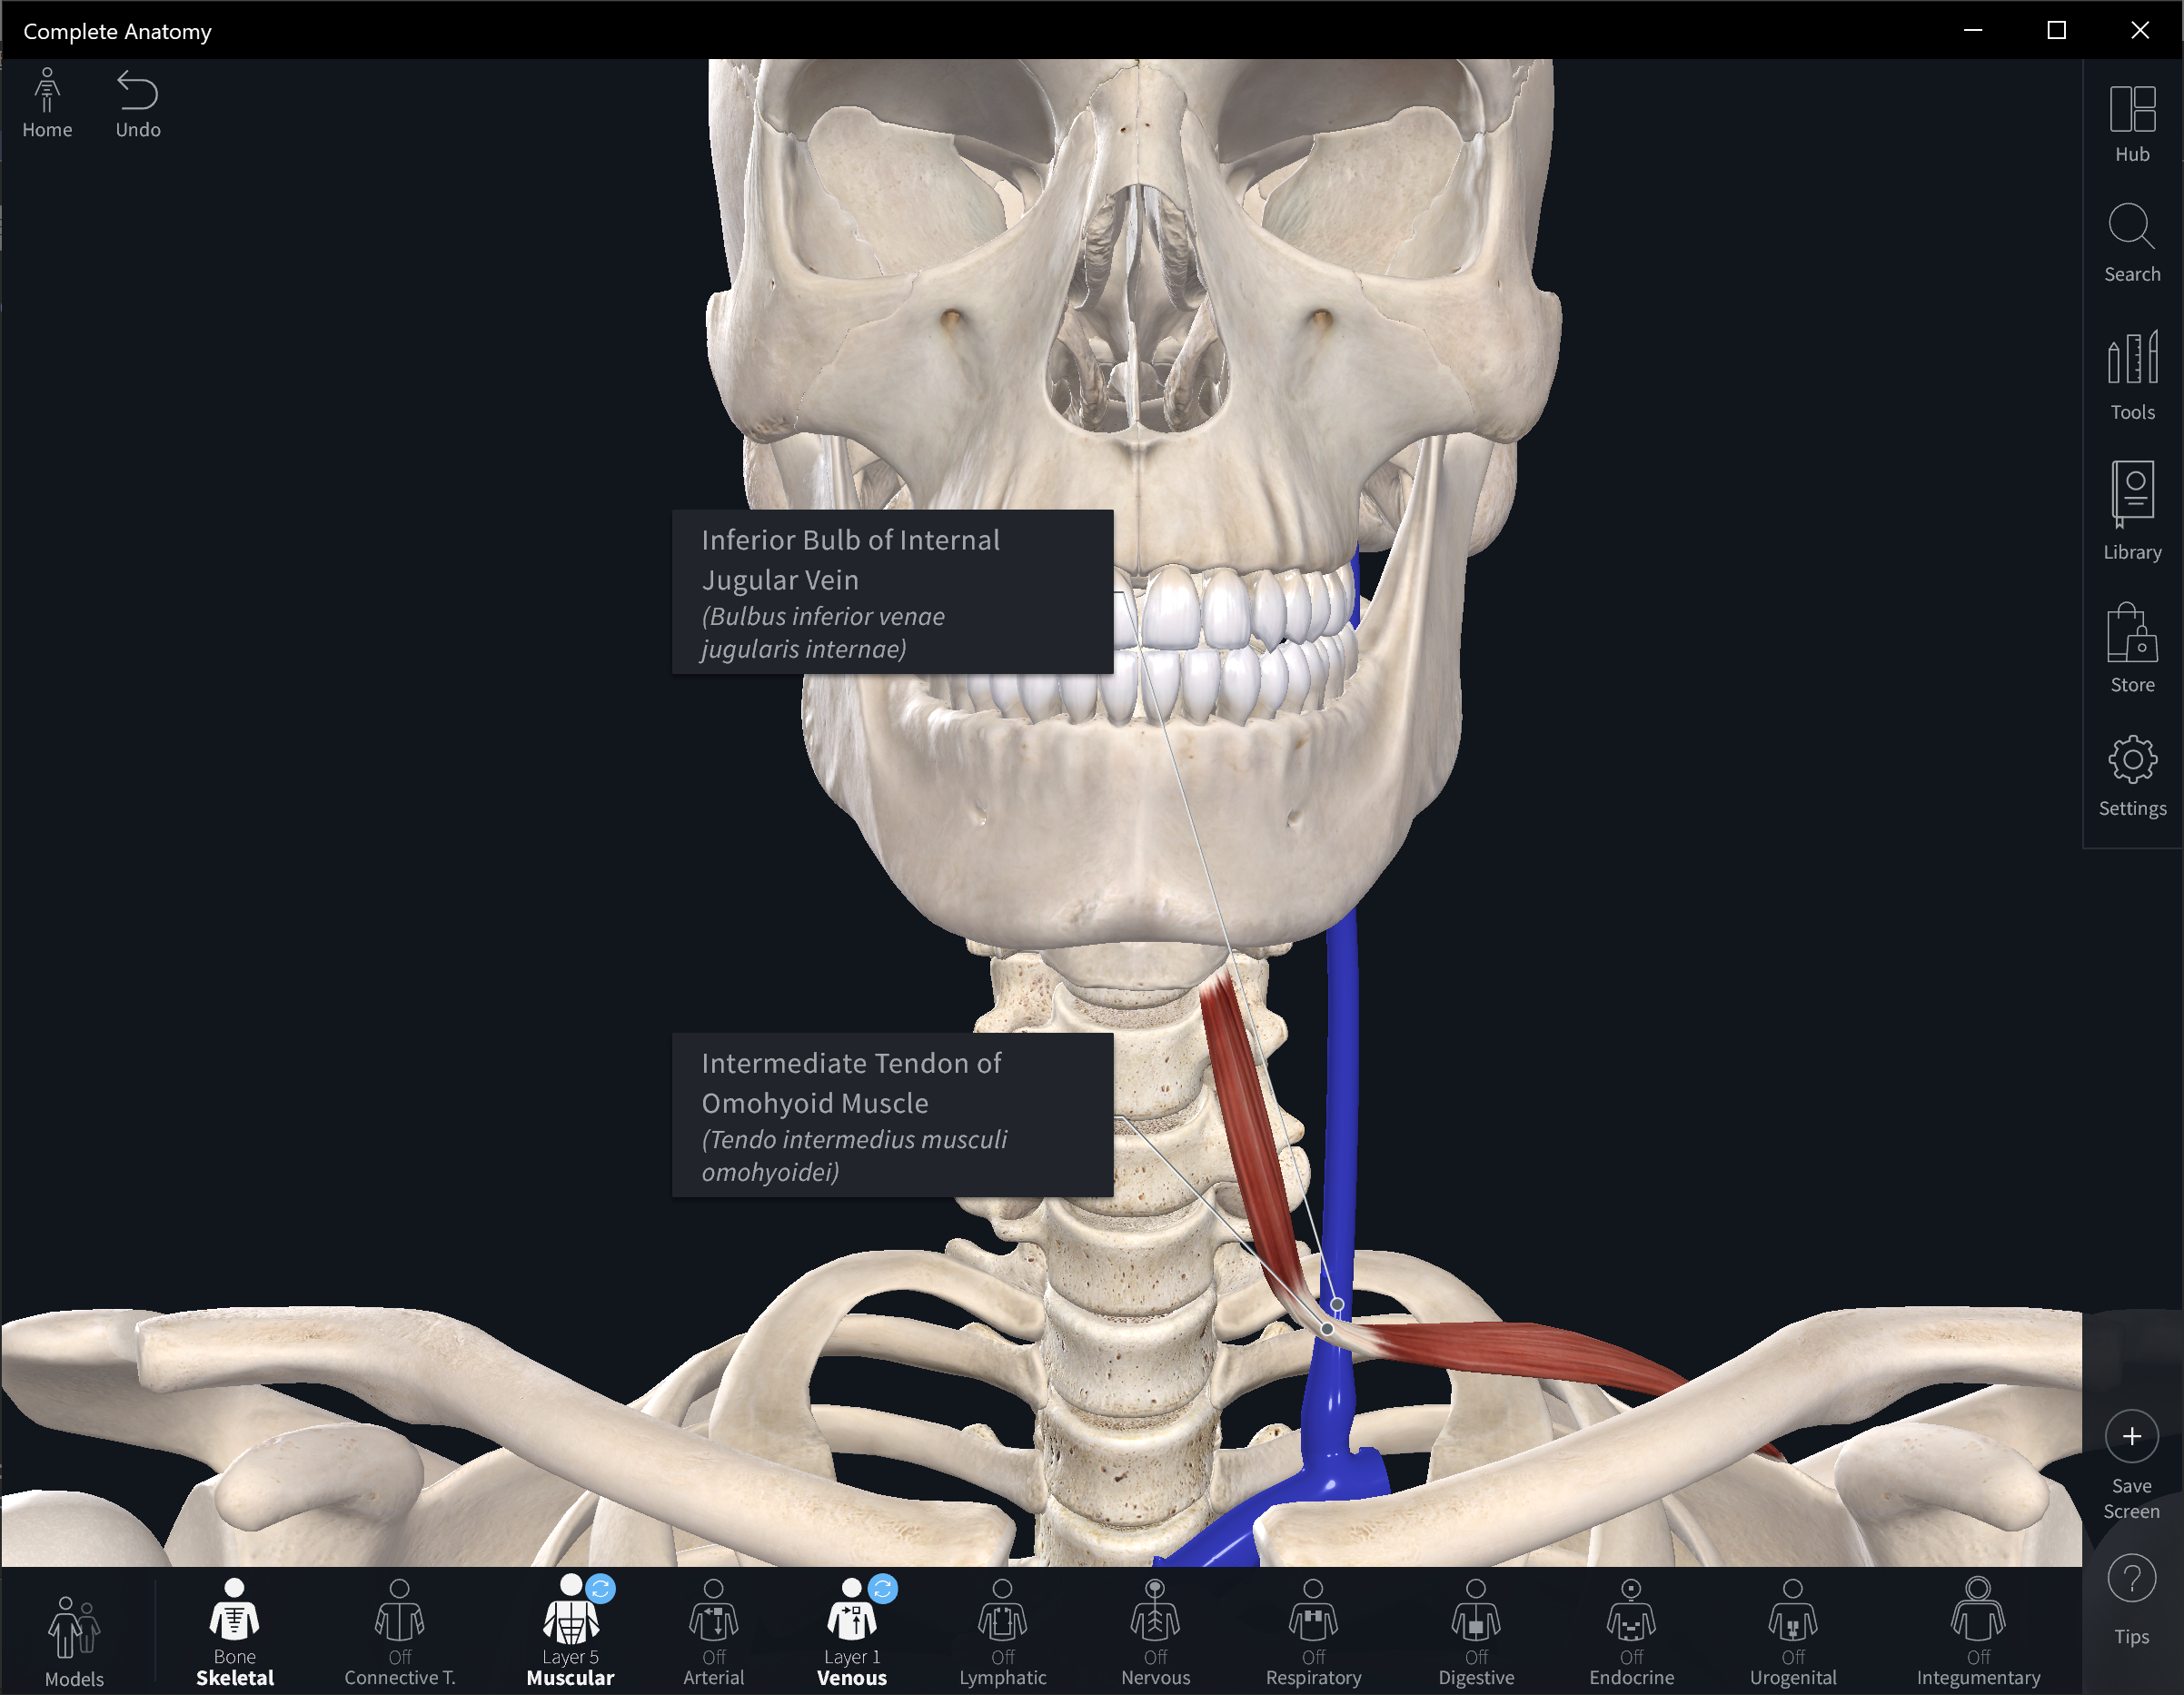 Complete Anatomy
Home
Undo
Hub
Search
Tools
Library
Store
Settings
Inferior Bulb of Internal
Jugular Vein
(Bulbus inferior venae
jugularis internae)
Intermediate Tendon of
Omohyoid Muscle
(Tendo intermedius musculi
omohyoidei)
Save
Screen
?
Tips
Models
Bone
Skeletal
Off
Connective T.
Layer 5
Muscular
Off
Arterial
Layer 1
Venous
Off
Lymphatic
Off
Nervous
Off
Respiratory
Off
Digestive
Off
Endocrine
Off
Urogenital
Off
Integumentary